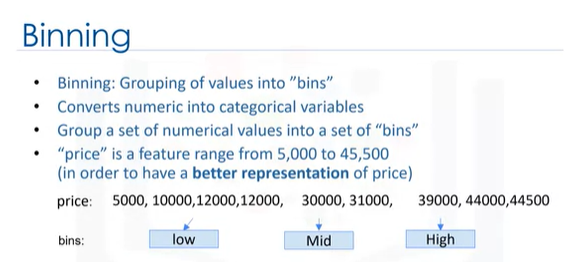 Binning
• Binning: Grouping of values into ”bins”
• Converts numeric into categorical variables
• Group a set of numerical values into a set of “bins”
• “price” is a feature range from 5,000 to 45,500
(in order to have a better representation of price)
price: 5000, 10000,12000,12000, 30000, 31000, 39000, 44000,44500
bins: low Mid High